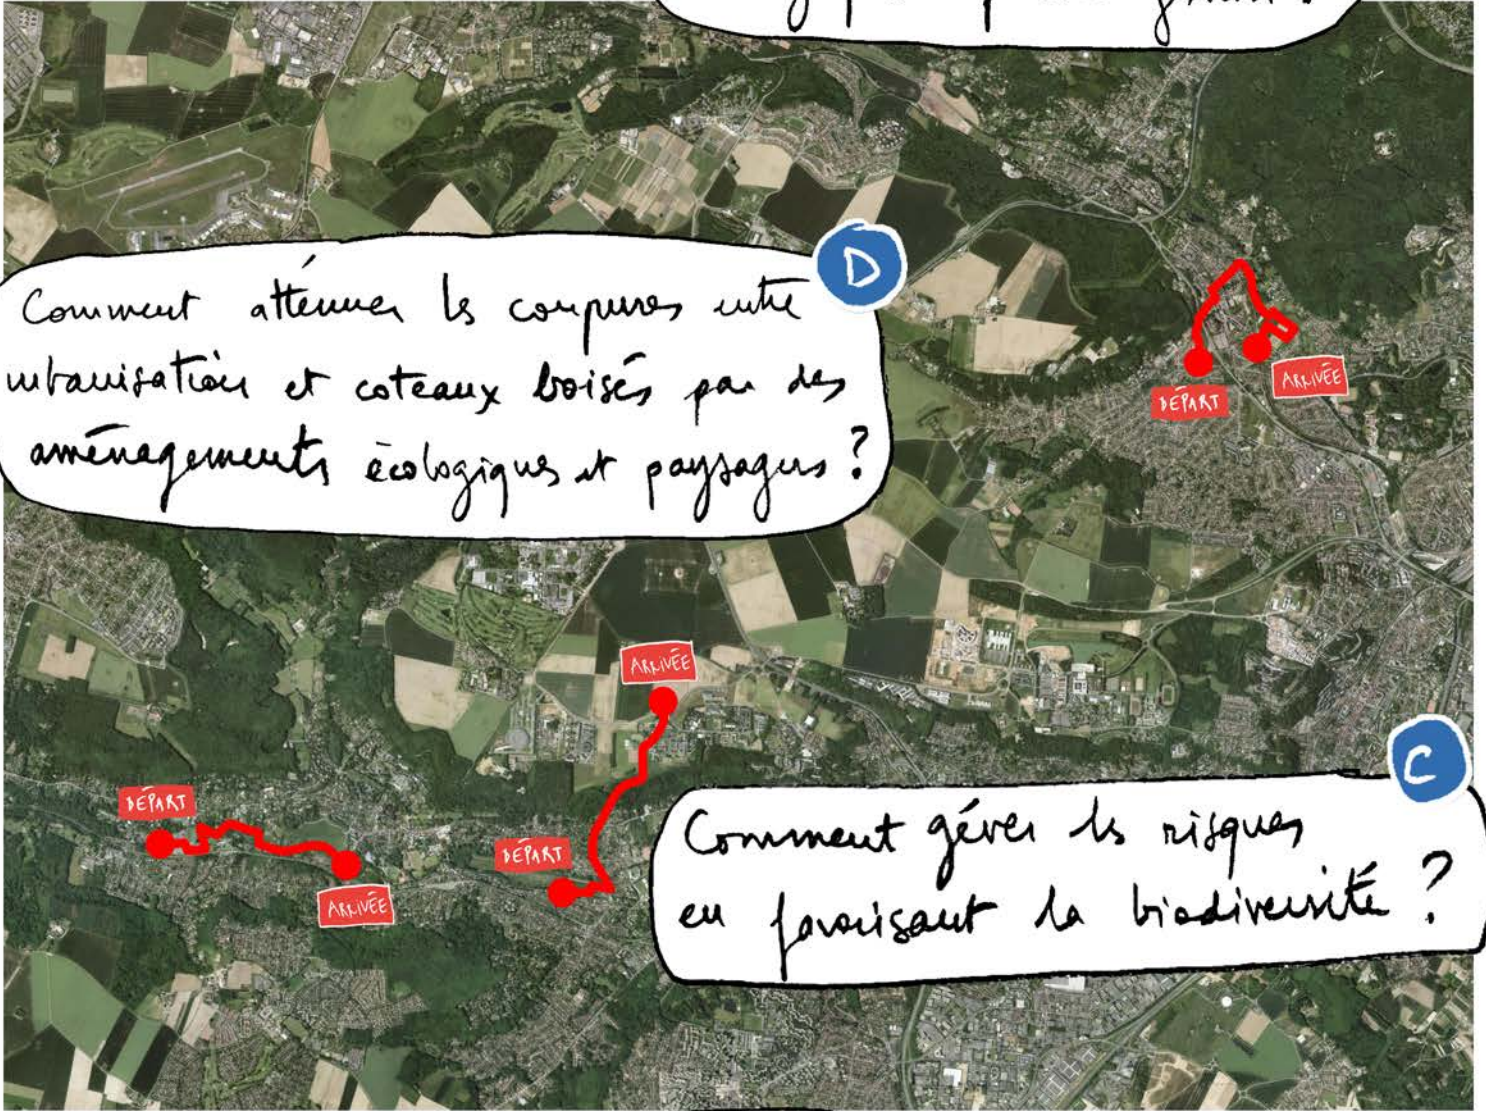 D
Comment atténuer les coupures entre
urbanisation et coteaux boisés par des
aménagements écologiques et paysagers ?
DÉPART
ARRIVÉE
ARRIVÉE
DÉPART
DÉPART
ARRIVÉE
C
Comment gérer les risques
en favorisant la biodiversité ?